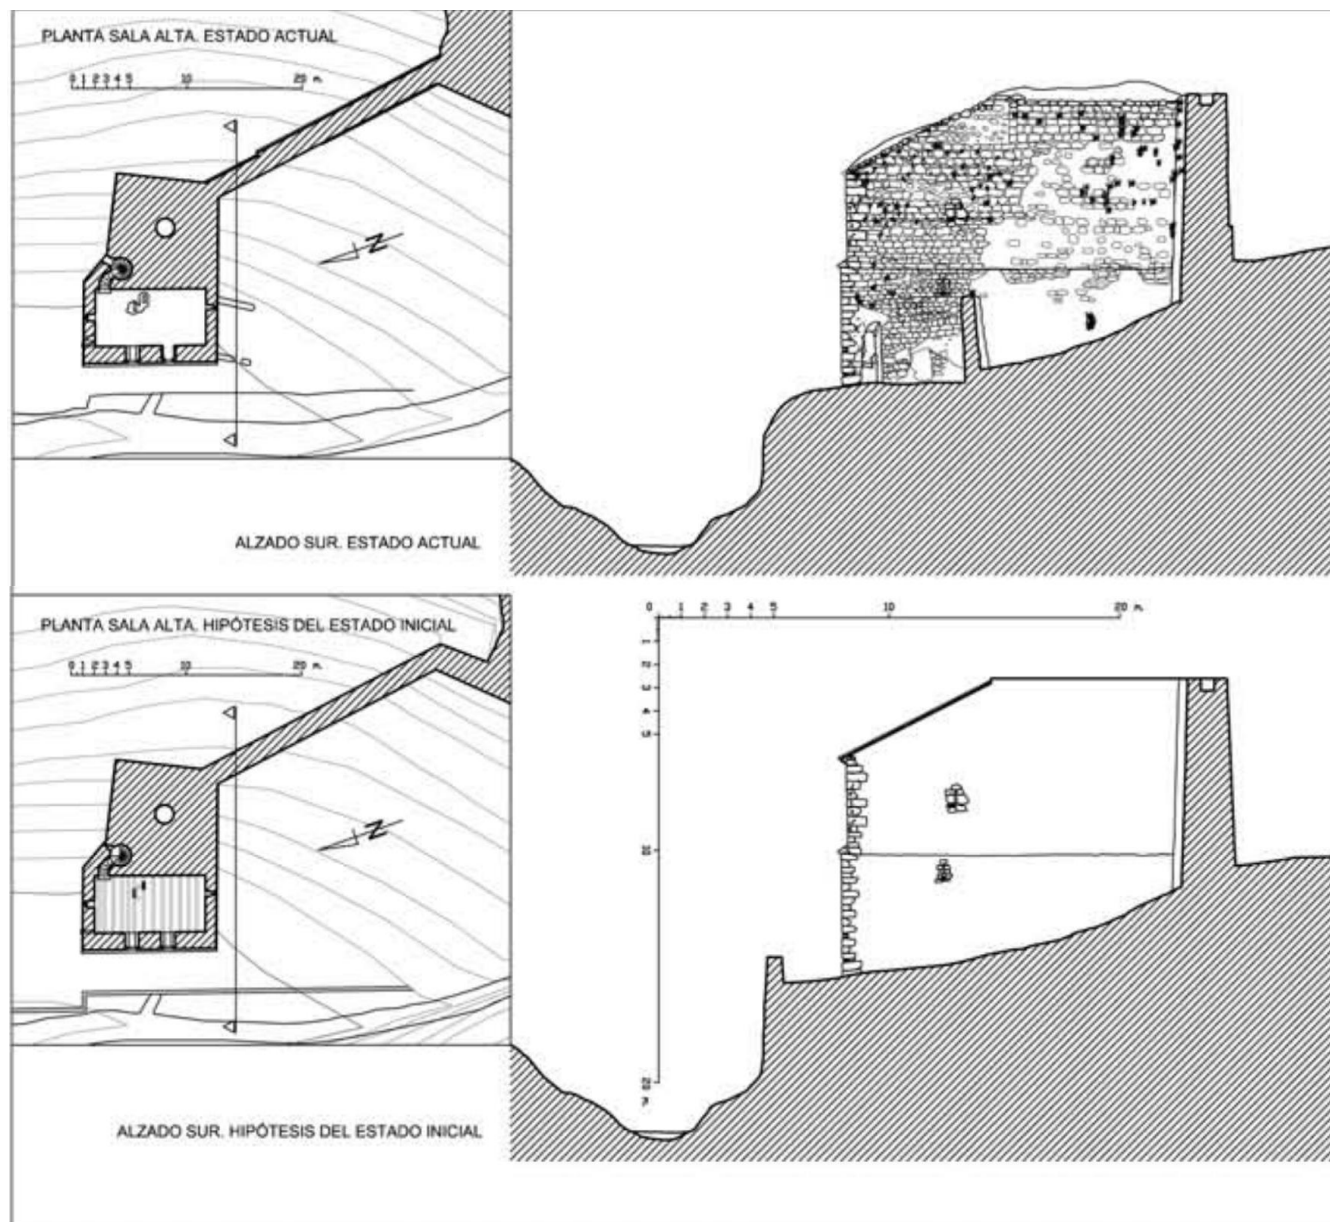 PLANTA SALA ALTA. ESTADO ACTUAL
0 1 2 3 4 5 10 20 m.
N
ALZADO SUR. ESTADO ACTUAL
PLANTA SALA ALTA. HIPÓTESIS DEL ESTADO INICIAL
0 1 2 3 4 5 10 20 m.
0 1 2 3 4 5 10 20 m.
1
2
3
4
5
10
20
N
ALZADO SUR. HIPÓTESIS DEL ESTADO INICIAL